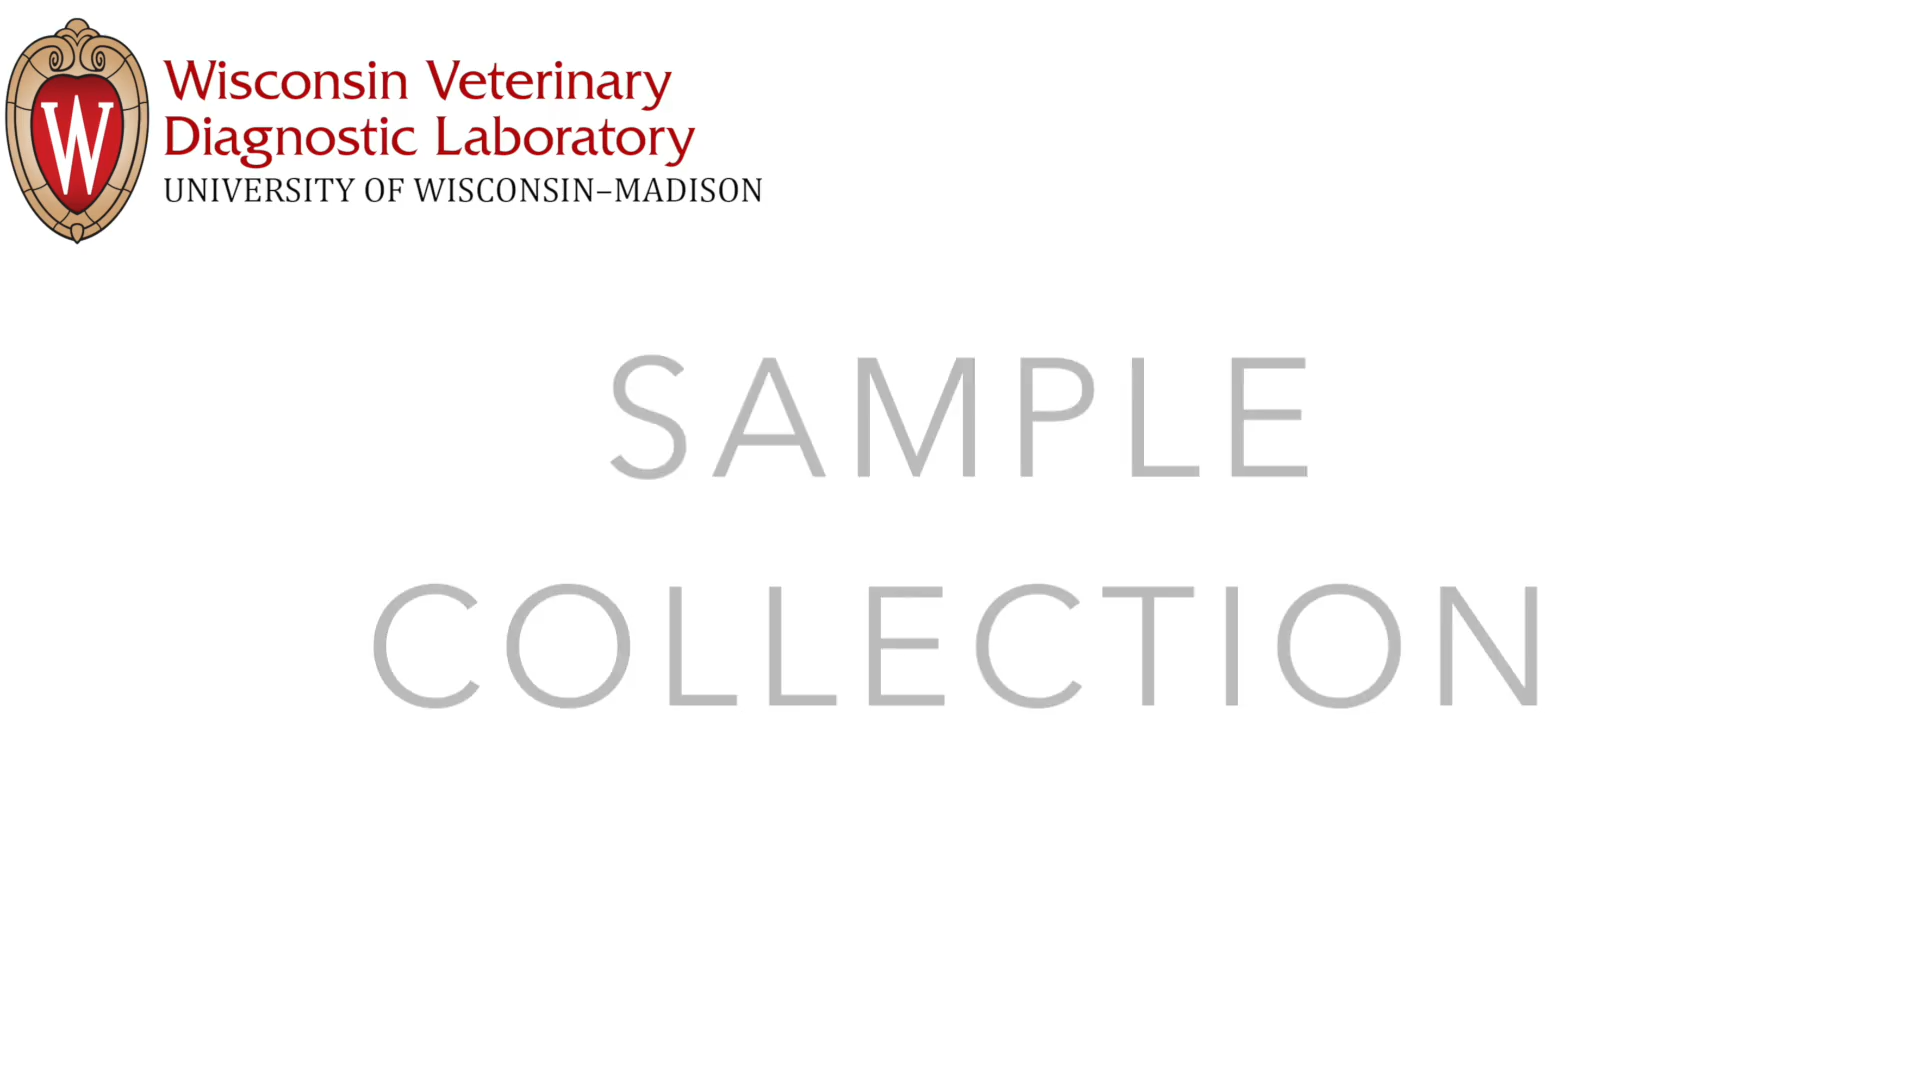 W
Wisconsin Veterinary
Diagnostic Laboratory
UNIVERSITY OF WISCONSIN–MADISON
SAMPLE
COLLECTION